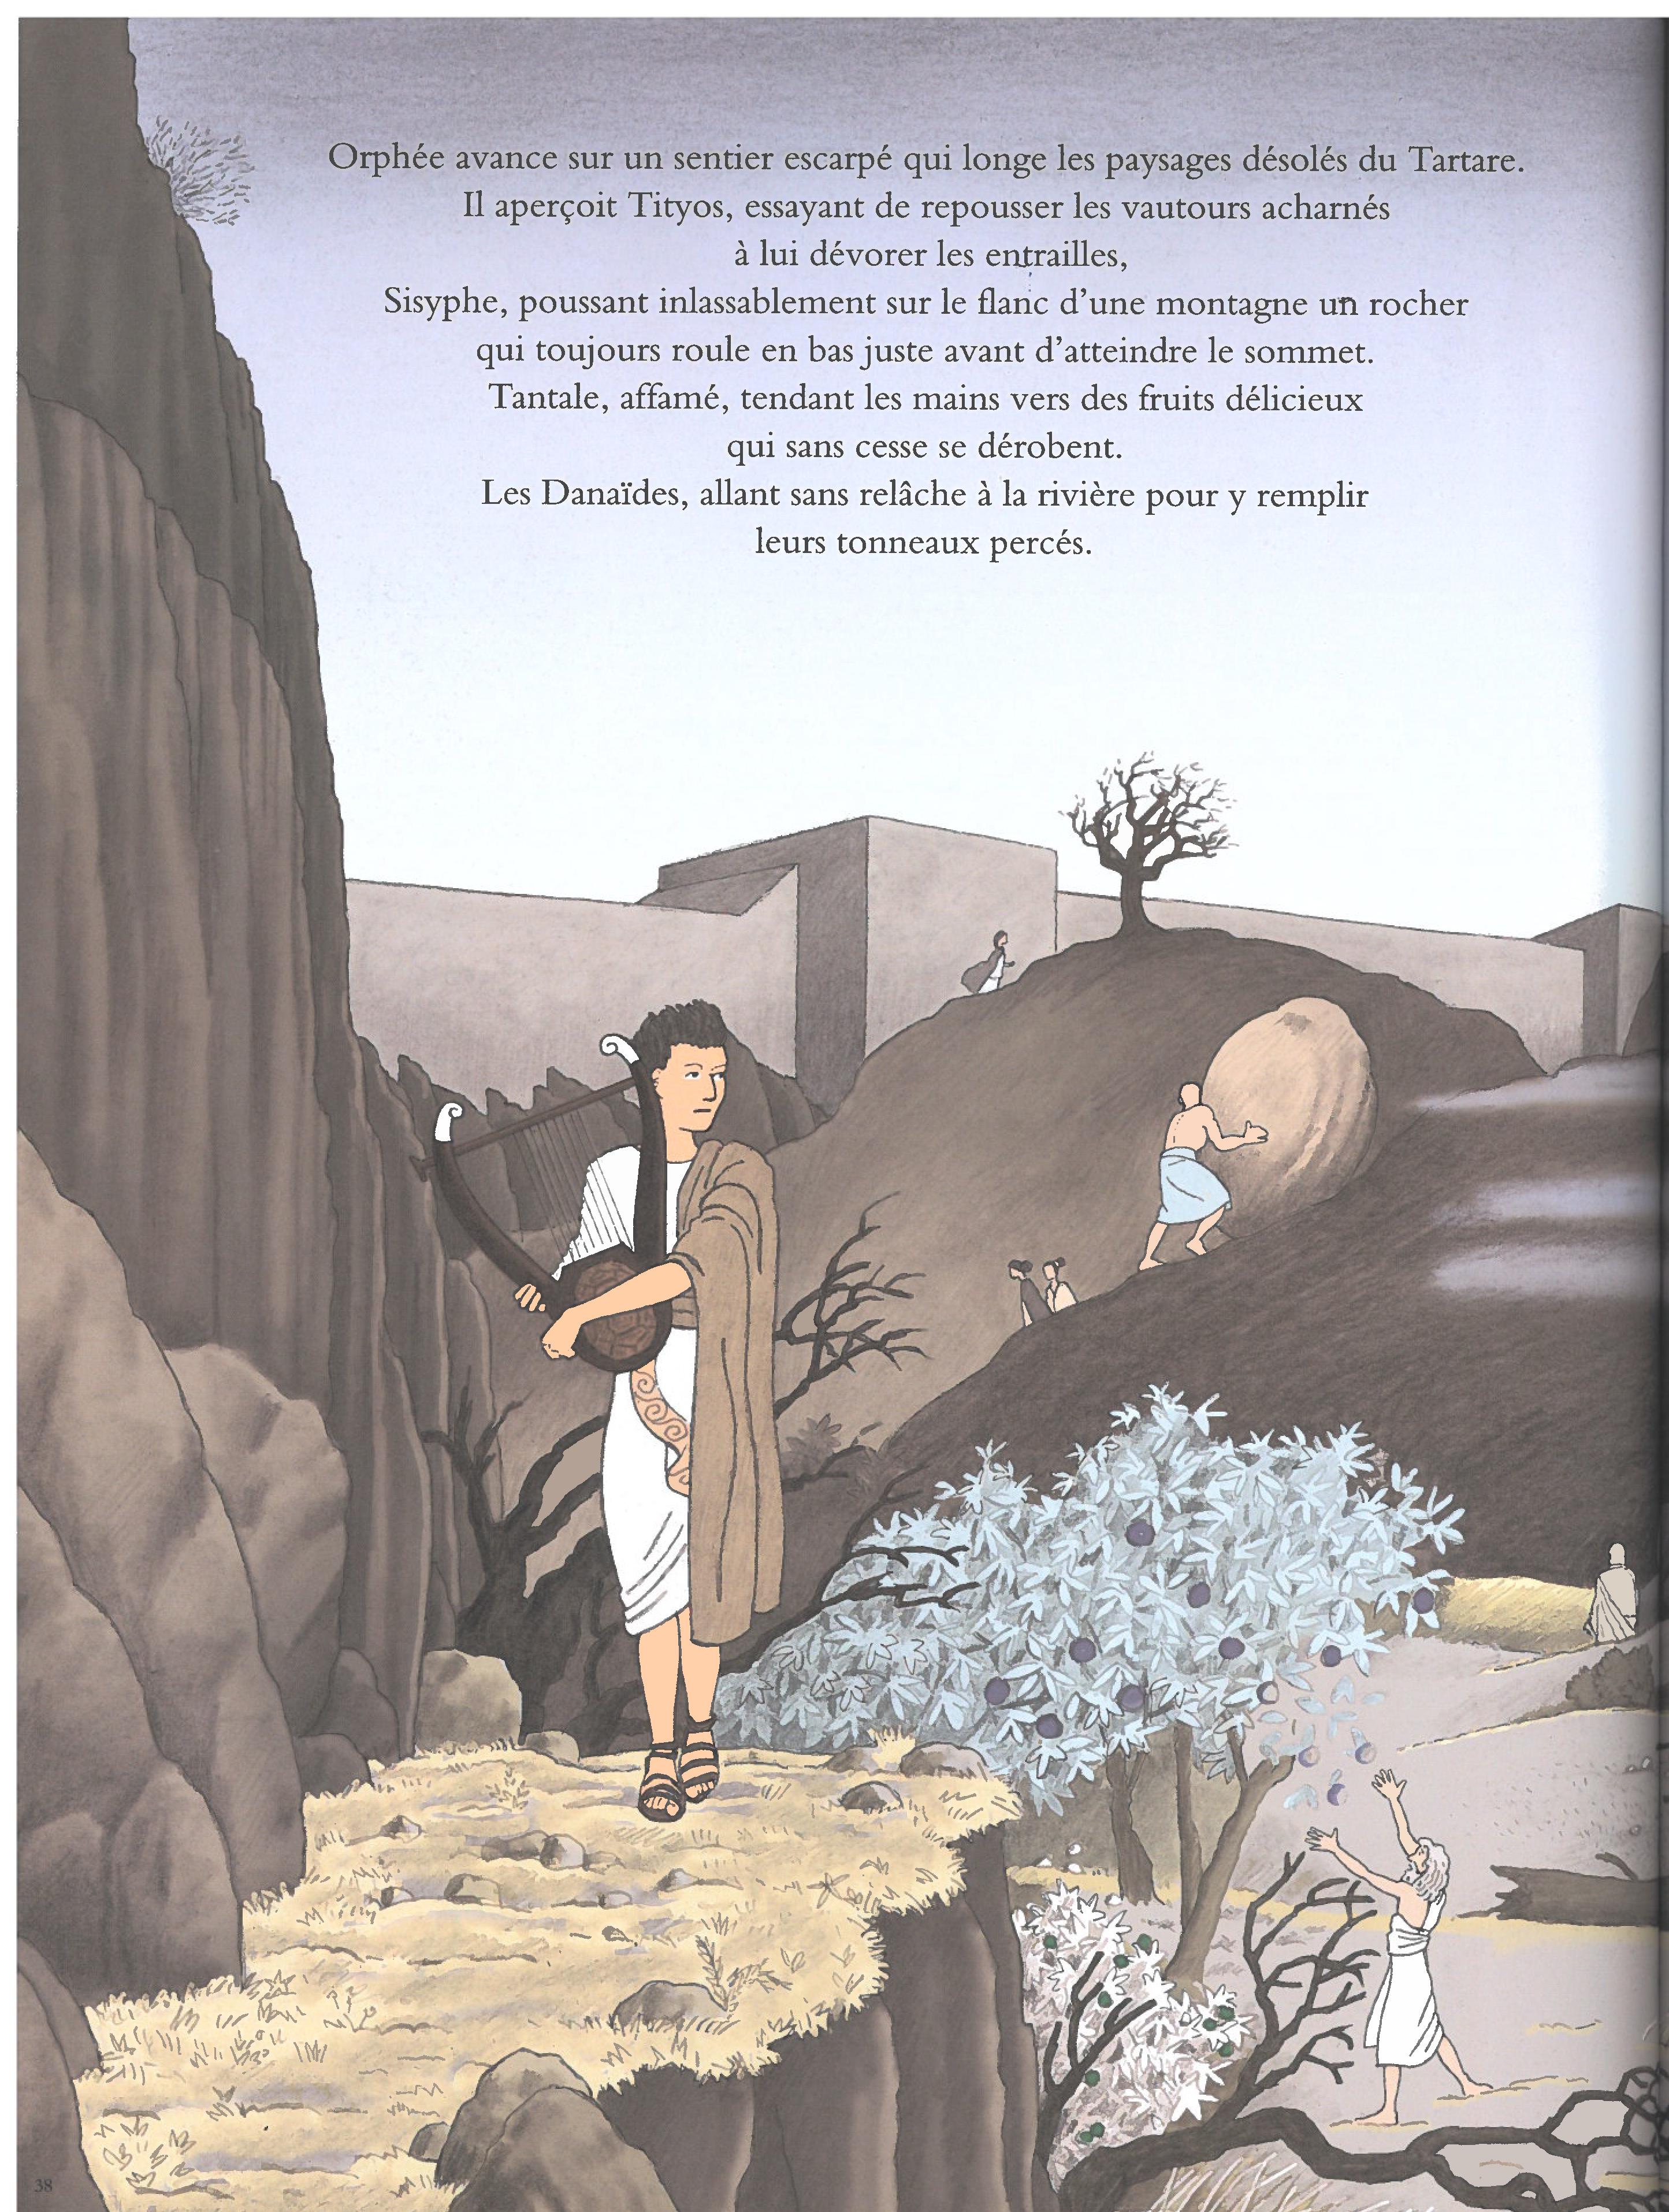 Orphée avance sur un sentier escarpé qui longe les paysages désolés du Tartare.
Il aperçoit Tityos, essayant de repousser les vautours acharnés
à lui dévorer les entrailles,
Sisyphe, poussant inlassablement sur le flanc d'une montagne un rocher
qui toujours roule en bas juste avant d'atteindre le sommet.
Tantale, affamé, tendant les mains vers des fruits délicieux
qui sans cesse se dérobent.
Les Danaïdes, allant sans relâche à la rivière pour y remplir
leurs tonneaux percés.
38